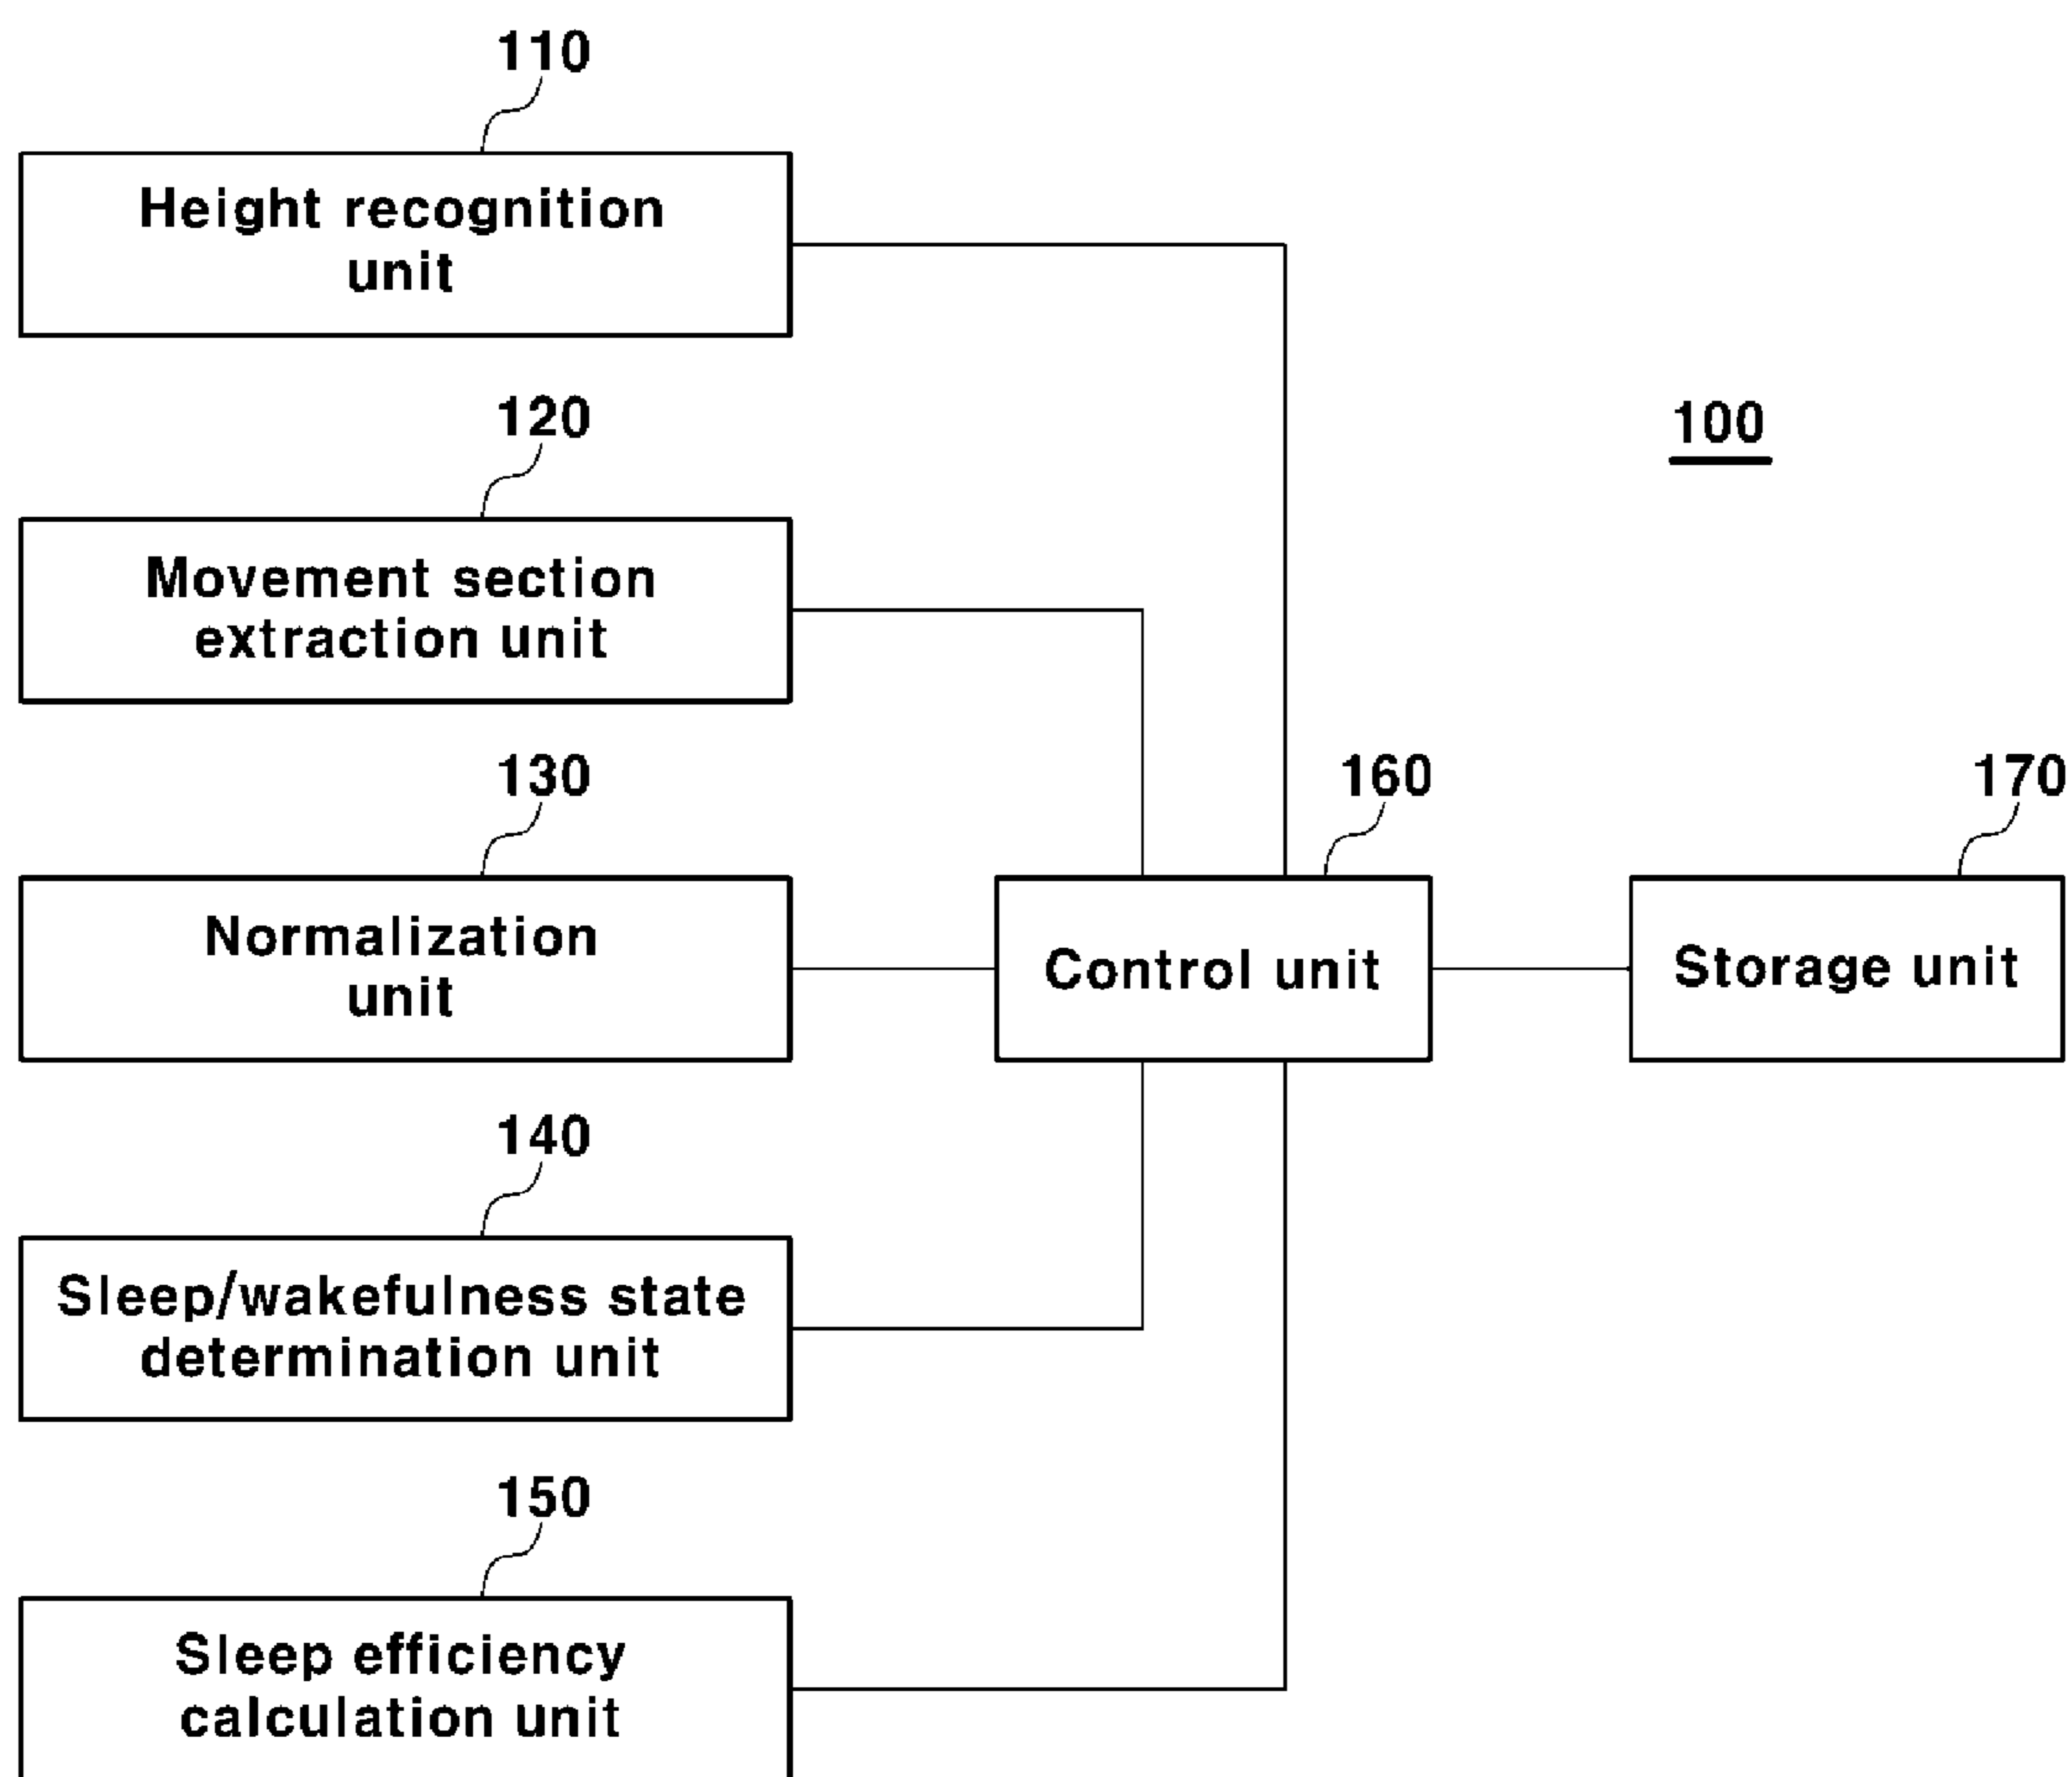 110
Height recognition
unit
120
Movement section
extraction unit
100
130
Normalization
unit
160
Control unit
170
Storage unit
140
Sleep/wakefulness state
determination unit
150
Sleep efficiency
calculation unit